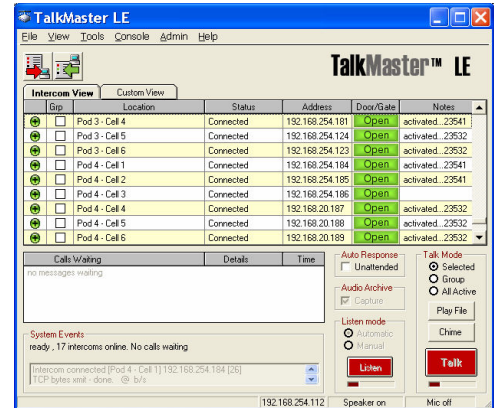 TalkMaster LE
File View Tools Console Admin Help
TalkMaster™ LE
Intercom View Custom View
Grp Location Status Address Door/Gate Notes
Pod 3 - Cell 4 Connected 192.168.254.181 Open activated...23541
Pod 3 - Cell 5 Connected 192.168.254.124 Open activated...23532
Pod 3 - Cell 6 Connected 192.168.254.123 Open activated...23532
Pod 4 - Cell 1 Connected 192.168.254.184 Open activated...23541
Pod 4 - Cell 2 Connected 192.168.254.185 Open activated...23541
Pod 4 - Cell 3 Connected 192.168.254.186 Open
Pod 4 - Cell 4 Connected 192.168.20.187 Open activated...23532
Pod 4 - Cell 5 Connected 192.168.20.188 Open activated...23532
Pod 4 - Cell 6 Connected 192.168.20.189 Open activated...23532
Calls Waiting Details Time
no messages waiting
Auto Response
Unattended
Audio Archive
Capture
Listen mode
Automatic
Manual
Listen
Talk Mode
Selected
Group
All Active
Play File
Chime
Talk
System Events
ready , 17 intercoms online. No calls waiting
Intercom connected [Pod 4 - Cell 1] 192.168.254.184 [26]
TCP bytes xmit - done. @ b/s
192.168.254.112 Speaker on Mic off